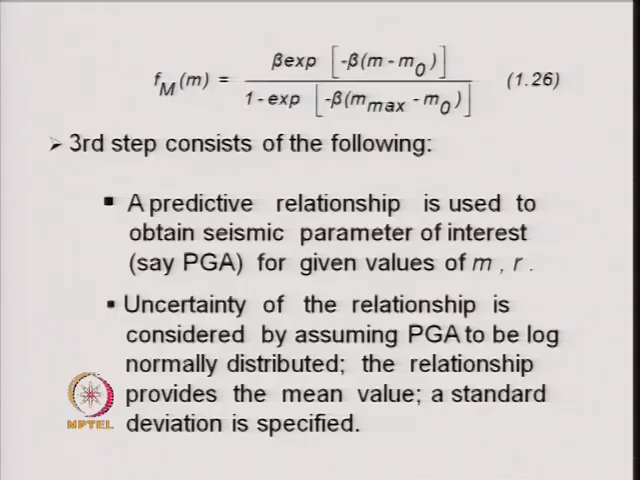 f_M(m) = βexp [-β(m - m_0)] / 1 - exp [-β(m_max - m_0)] (1.26)
➢ 3rd step consists of the following:
▪ A predictive relationship is used to
obtain seismic parameter of interest
(say PGA) for given values of m , r .
▪ Uncertainty of the relationship is
considered by assuming PGA to be log
normally distributed; the relationship
provides the mean value; a standard
deviation is specified.
NPTEL